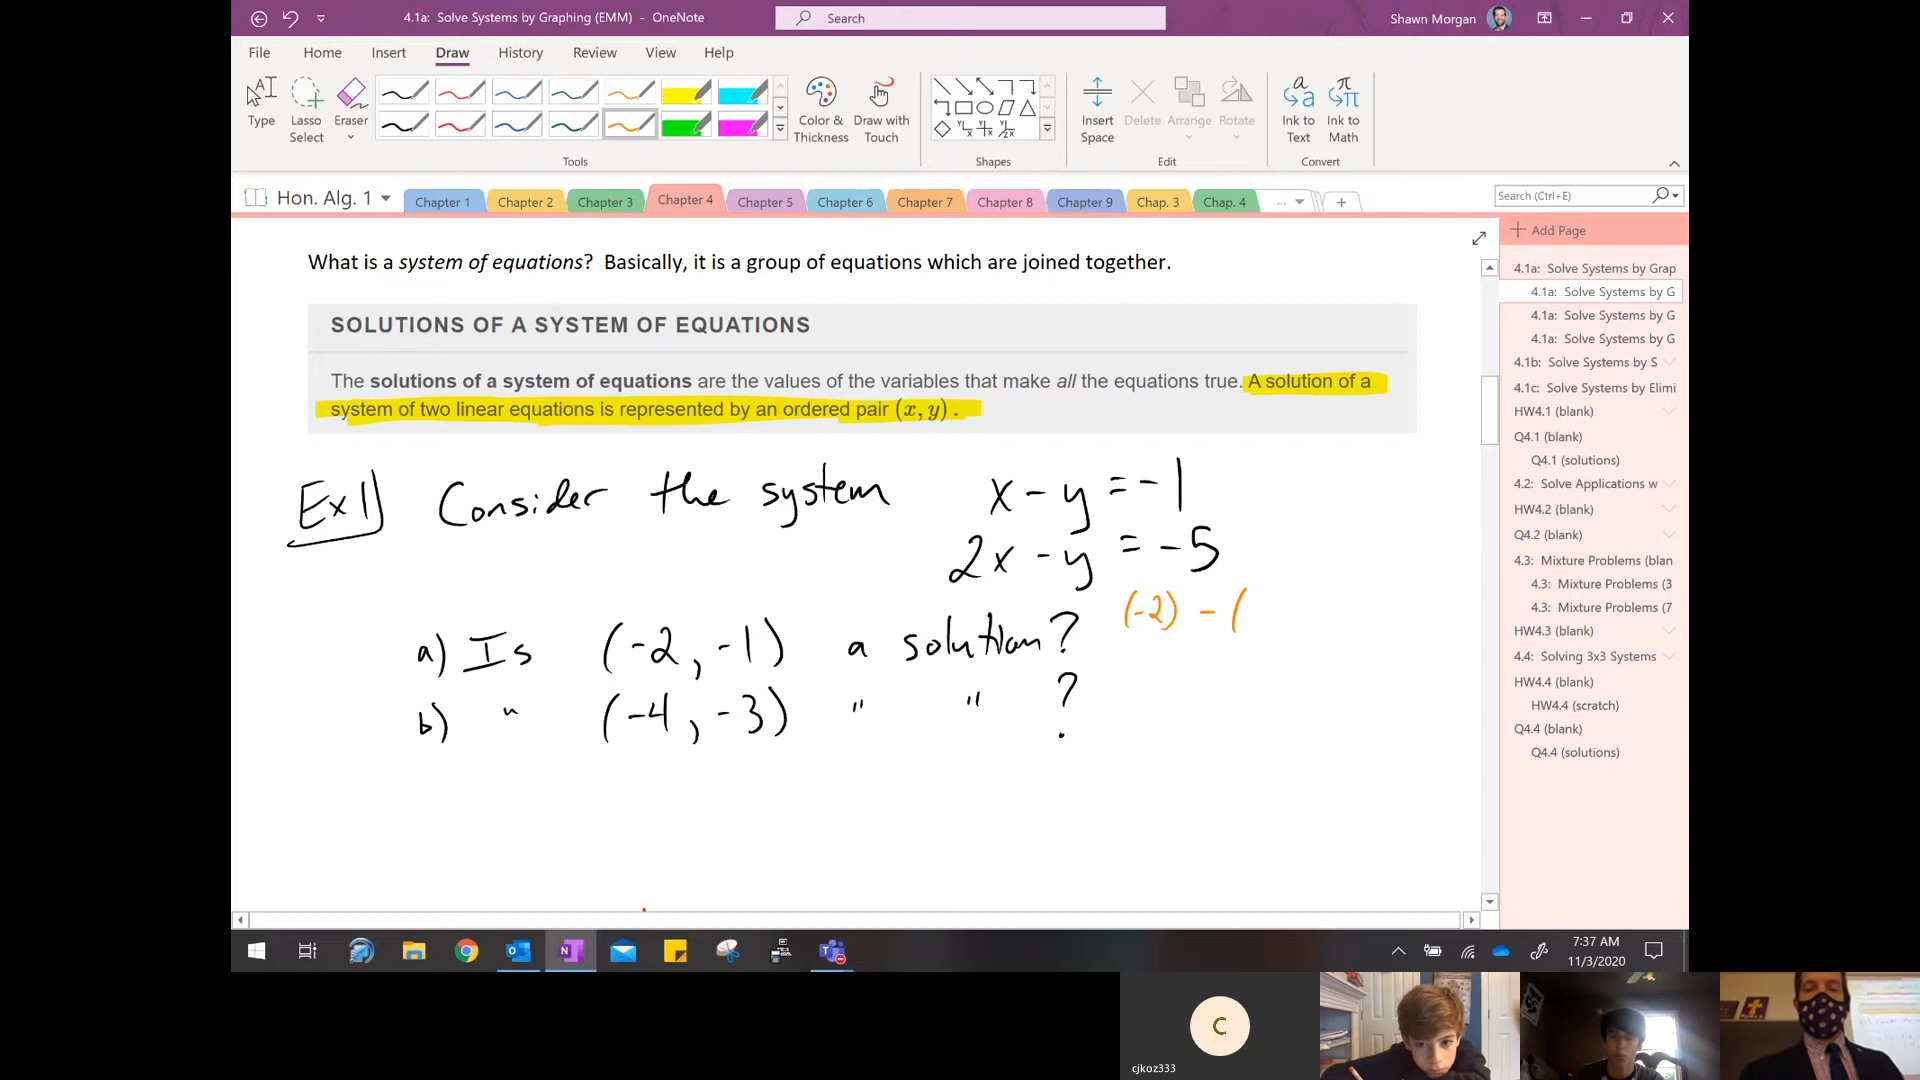 4.1a: Solve Systems by Graphing (EMM) - OneNote
Search
Shawn Morgan
File Home Insert Draw History Review View Help
Type
Lasso Select
Eraser
Color & Thickness
Draw with Touch
Insert Space
Delete
Arrange
Rotate
Ink to Text
Ink to Math
Tools
Shapes
Edit
Convert
Hon. Alg. 1
Chapter 1 Chapter 2 Chapter 3 Chapter 4 Chapter 5 Chapter 6 Chapter 7 Chapter 8 Chapter 9 Chap. 3 Chap. 4 ...
Search (Ctrl+E)
What is a system of equations? Basically, it is a group of equations which are joined together.
SOLUTIONS OF A SYSTEM OF EQUATIONS
The solutions of a system of equations are the values of the variables that make all the equations true. A solution of a
system of two linear equations is represented by an ordered pair (x, y) .
Ex 1) Consider the system x - y = -1
2x - y = -5
(-2) - (
a) Is (-2, -1) a solution?
b) " (-4, -3) " " ?
Add Page
4.1a: Solve Systems by Grap
4.1a: Solve Systems by G
4.1a: Solve Systems by G
4.1a: Solve Systems by G
4.1b: Solve Systems by S
4.1c: Solve Systems by Elimi
HW4.1 (blank)
Q4.1 (blank)
Q4.1 (solutions)
4.2: Solve Applications w
HW4.2 (blank)
Q4.2 (blank)
4.3: Mixture Problems (blan
4.3: Mixture Problems (3
4.3: Mixture Problems (7
HW4.3 (blank)
4.4: Solving 3x3 Systems
HW4.4 (blank)
HW4.4 (scratch)
Q4.4 (blank)
Q4.4 (solutions)
7:37 AM
11/3/2020
C
cjkoz333